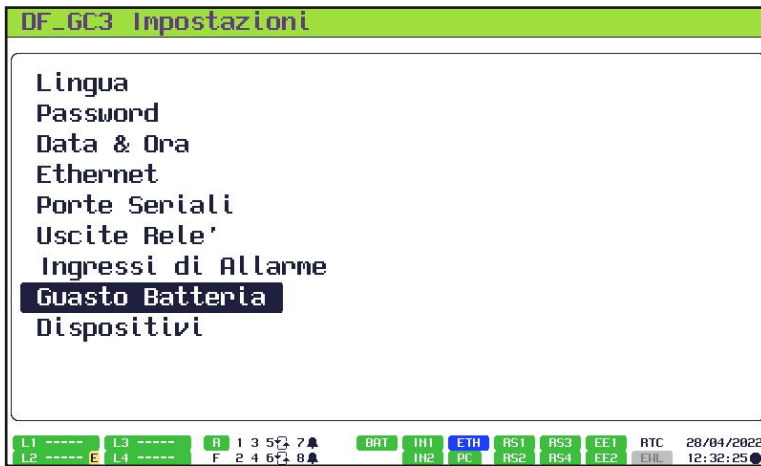 DF_GC3 Impostazioni
Lingua
Password
Data & Ora
Ethernet
Porte Seriali
Uscite Rele'
Ingressi di Allarme
Guasto Batteria
Dispositivi
L1 ----- L3 ----- R 1 3 5 7 BAT IN1 ETH RS1 RS3 EE1 RTC 28/04/2022
L2 ----- E L4 ----- F 2 4 6 8 IN2 PC RS2 RS4 EE2 EWL 12:32:25